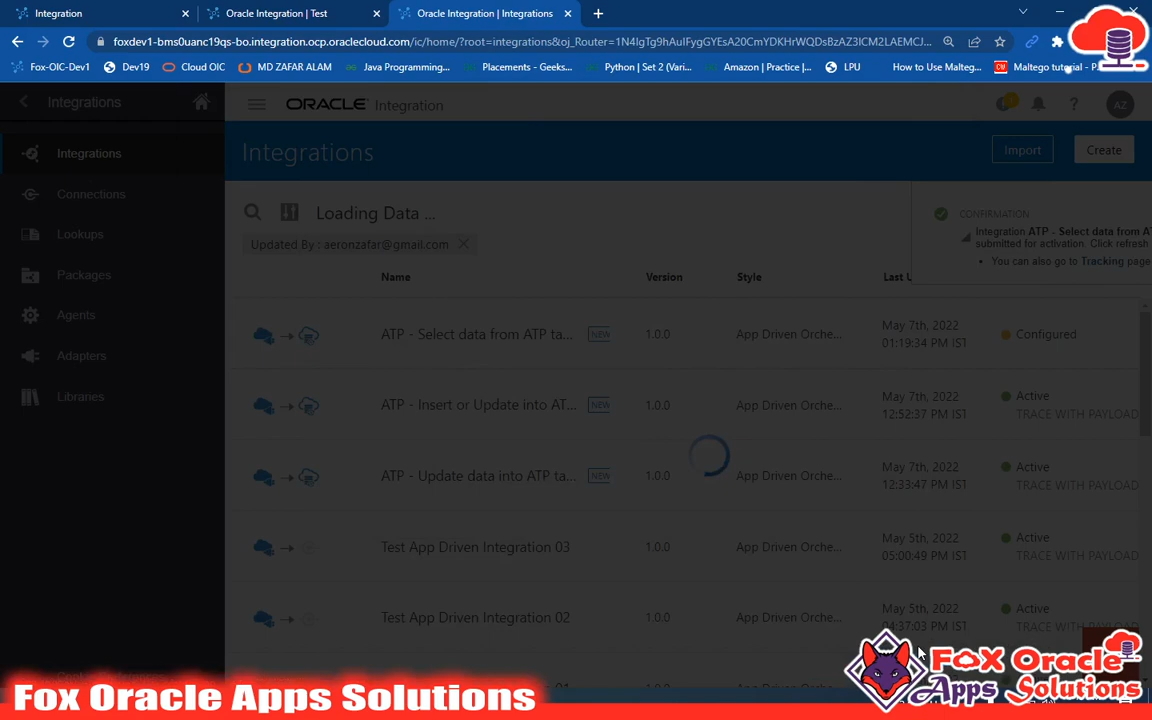 Integration
Oracle Integration | Test
Oracle Integration | Integrations
foxdev1-bms0uanc19qs-bo.integration.ocp.oraclecloud.com/ic/home/?root=integrations&oj_Router=
Fox-OIC-Dev1
Dev19
Cloud OIC
MD ZAFAR ALAM
Java Programming...
Placements - Geeks...
Python | Set 2 (Vari...
Amazon | Practice |...
LPU
How to Use Malteg...
Maltego tutorial - P
Integrations
ORACLE Integration
AZ
Integrations
Connections
Lookups
Packages
Agents
Adapters
Libraries
Integrations
Import
Create
Loading Data ...
Updated By : aeronzafar@gmail.com
CONFIRMATION
Integration ATP - Select data from
submitted for activation. Click refresh
You can also go to Tracking page
Name
Version
Style
Last
ATP - Select data from ATP ta...
NEW
1.0.0
App Driven Orche...
May 7th, 2022
01:19:34 PM IST
Configured
ATP - Insert or Update into AT...
NEW
1.0.0
App Driven Orche...
May 7th, 2022
12:52:37 PM IST
Active
TRACE WITH PAYLOAD
ATP - Update data into ATP ta...
NEW
1.0.0
App Driven Orche...
May 7th, 2022
12:33:47 PM IST
Active
TRACE WITH PAYLOAD
Test App Driven Integration 03
1.0.0
App Driven Orche...
May 5th, 2022
05:00:49 PM IST
Active
TRACE WITH PAYLOAD
Test App Driven Integration 02
1.0.0
App Driven Orche...
May 5th, 2022
04:37:03 PM IST
Active
TRACE WITH PAYLOAD
Fox Oracle Apps Solutions
Fox Oracle
Apps Solutions